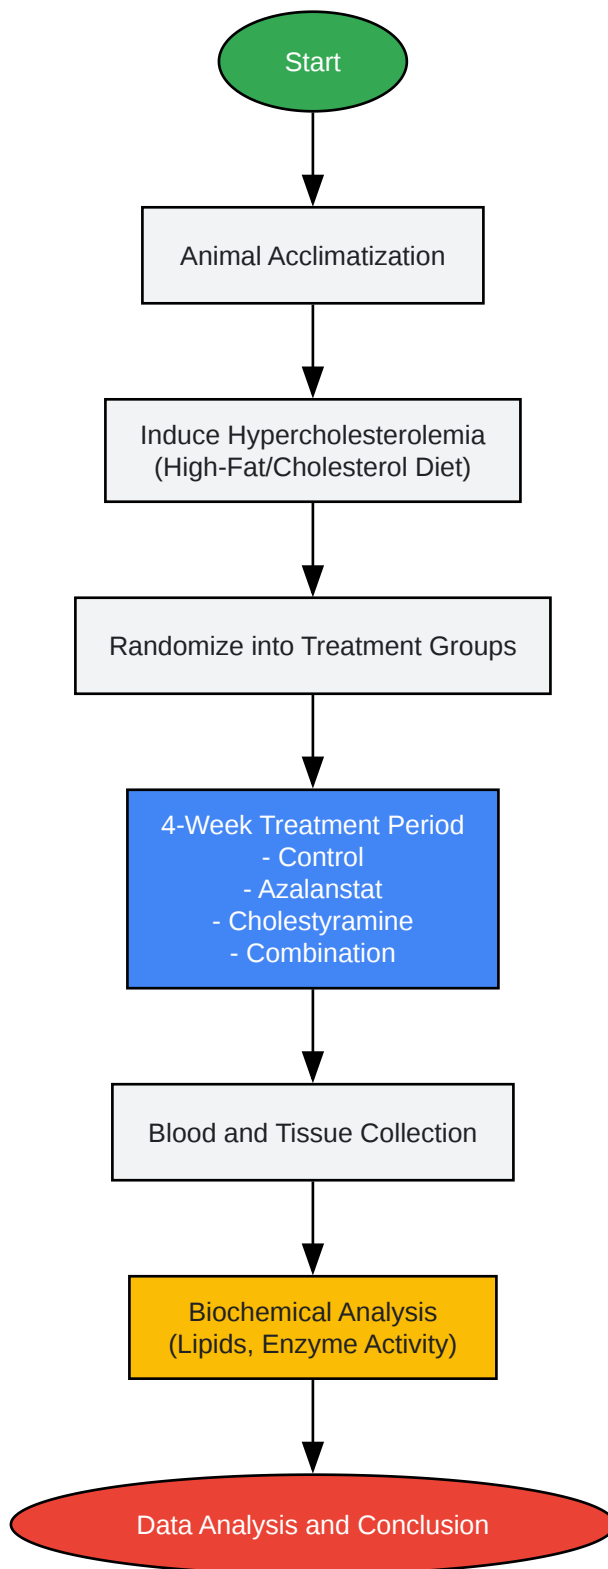 Start
Animal Acclimatization
Induce Hypercholesterolemia
(High-Fat/Cholesterol Diet)
Randomize into Treatment Groups
4-Week Treatment Period
- Control
- Azalanstat
- Cholestyramine
- Combination
Blood and Tissue Collection
Biochemical Analysis
(Lipids, Enzyme Activity)
Data Analysis and Conclusion